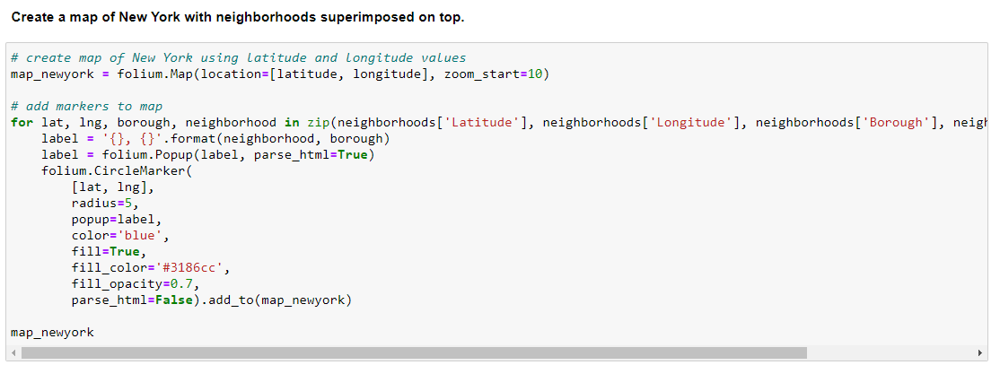 Create a map of New York with neighborhoods superimposed on top.
# create map of New York using latitude and longitude values
map_newyork = folium.Map(location=[latitude, longitude], zoom_start=10)
# add markers to map
for lat, lng, borough, neighborhood in zip(neighborhoods['Latitude'], neighborhoods['Longitude'], neighborhoods['Borough'], neigh
    label = '{}, {}'.format(neighborhood, borough)
    label = folium.Popup(label, parse_html=True)
    folium.CircleMarker(
        [lat, lng],
        radius=5,
        popup=label,
        color='blue',
        fill=True,
        fill_color='#3186cc',
        fill_opacity=0.7,
        parse_html=False).add_to(map_newyork)
map_newyork